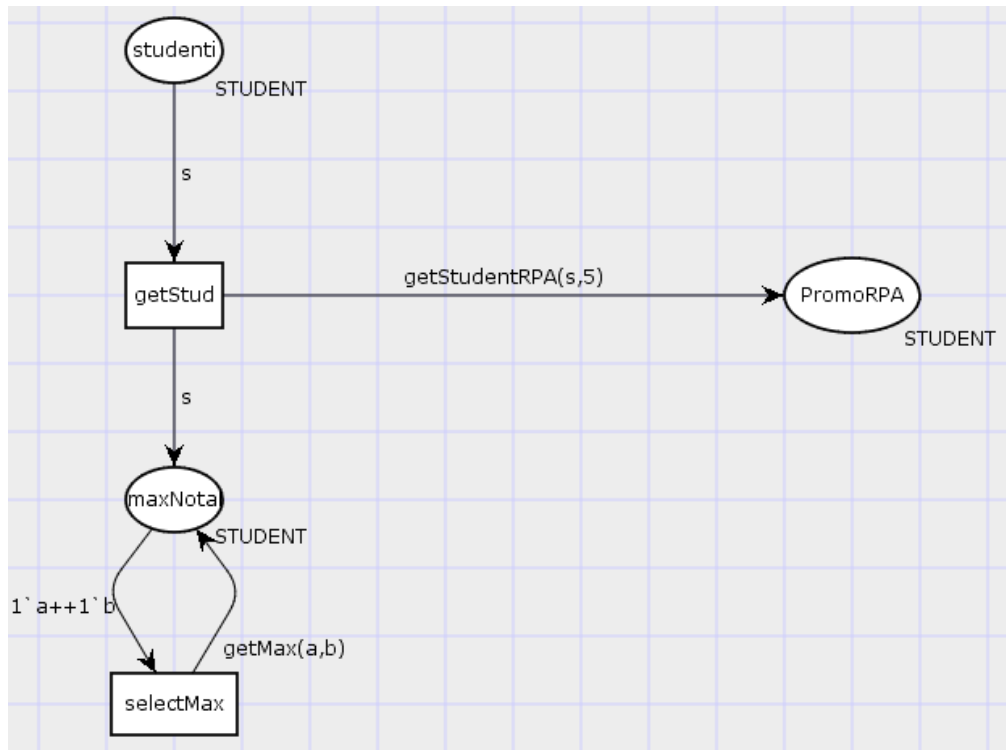 studenti
STUDENT
s
getStudentRPA(s,5)
getStud
PromoRPA
STUDENT
s
maxNota
STUDENT
1`a++1`b
getMax(a,b)
selectMax